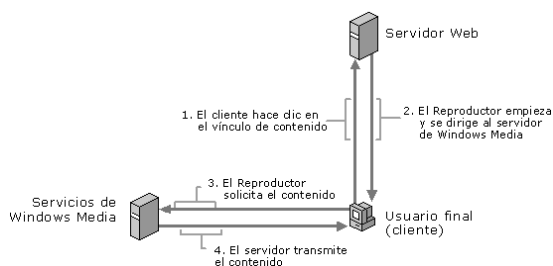 Servidor Web
1. El cliente hace clic en
el vínculo de contenido
2. El Reproductor empieza
y se dirige al servidor
de Windows Media
3. El Reproductor
solicita el contenido
Servicios de
Windows Media
Usuario final
(cliente)
4. El servidor transmite
el contenido